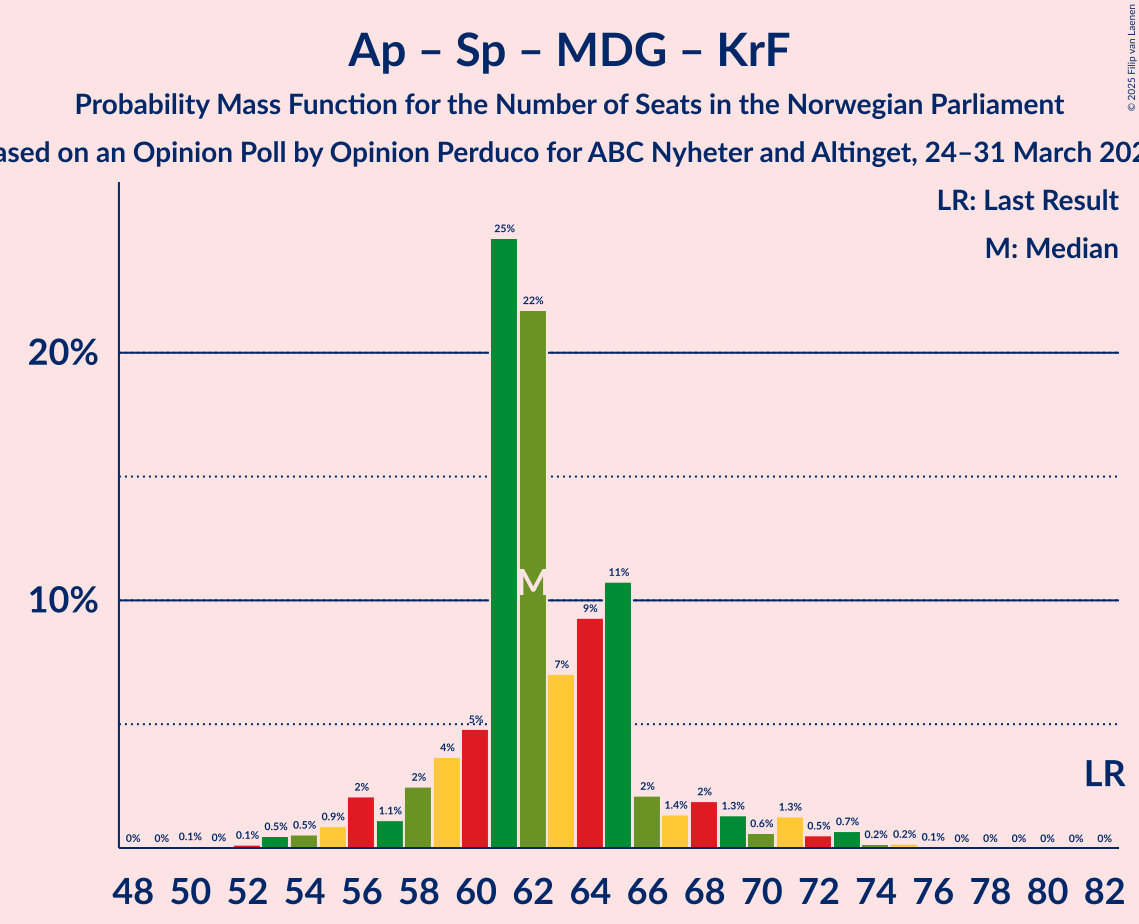 Ap – Sp – MDG – KrF
Probability Mass Function for the Number of Seats in the Norwegian Parliament
ased on an Opinion Poll by Opinion Perduco for ABC Nyheter and Altinget, 24–31 March 202
© 2025 Filip van Laenen
LR: Last Result
M: Median
20%
10%
0% 0% 0.1% 0% 0.1% 0.5% 0.5% 0.9% 2% 1.1% 2% 4% 5% 25% 22% 7% 9% 11% 2% 1.4% 2% 1.3% 0.6% 1.3% 0.5% 0.7% 0.2% 0.2% 0.1% 0% 0% 0% 0% 0% 0%
M
LR
48 50 52 54 56 58 60 62 64 66 68 70 72 74 76 78 80 82